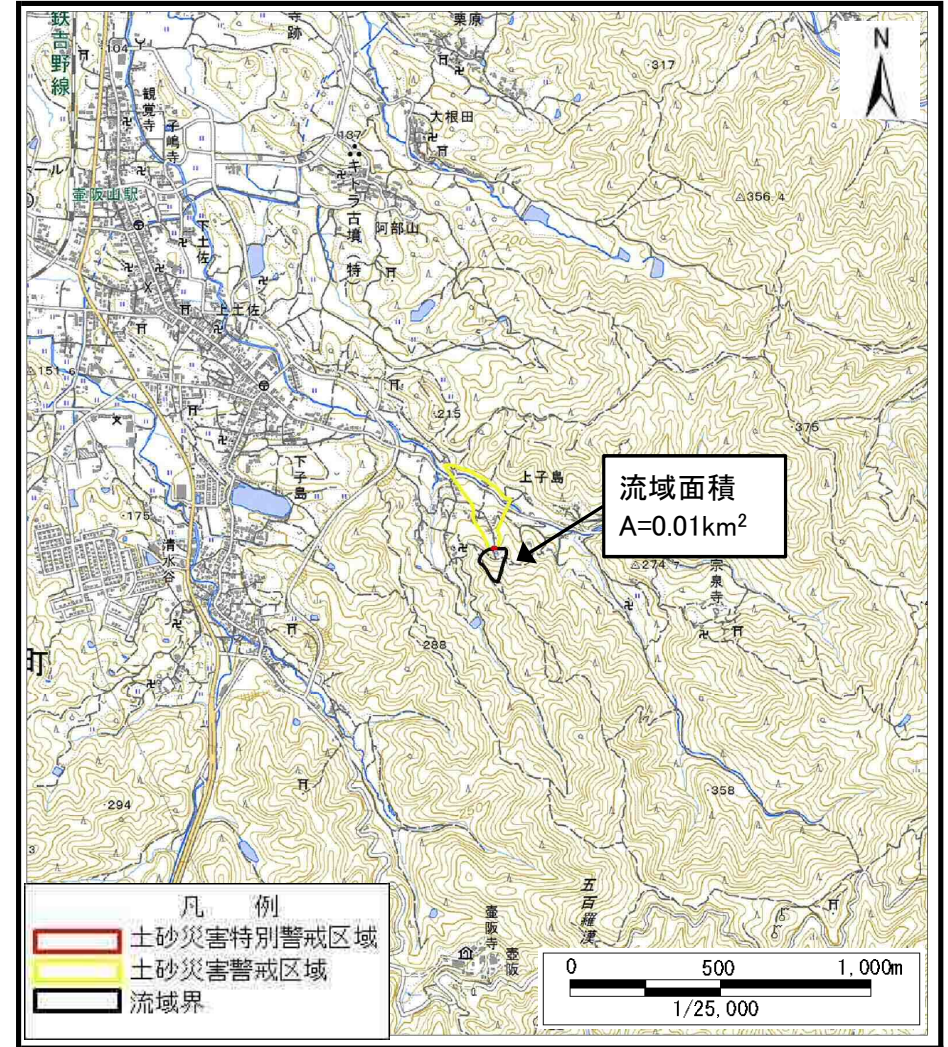 鉄吉野線
104
寺跡
栗原
317
N
観覚寺
子嶋寺
大根田
137
キトラ古墳(特)
阿部山
356.4
壷阪山駅
下土佐
上土佐
151.6
215
375
上子島
流域面積
A=0.01km²
下子島
175
清水谷
274.7
宗泉寺
288
町
358
294
250
五百羅漢
壷阪寺
壷阪
凡 例
土砂災害特別警戒区域
土砂災害警戒区域
流域界
0 500 1,000m
1/25,000